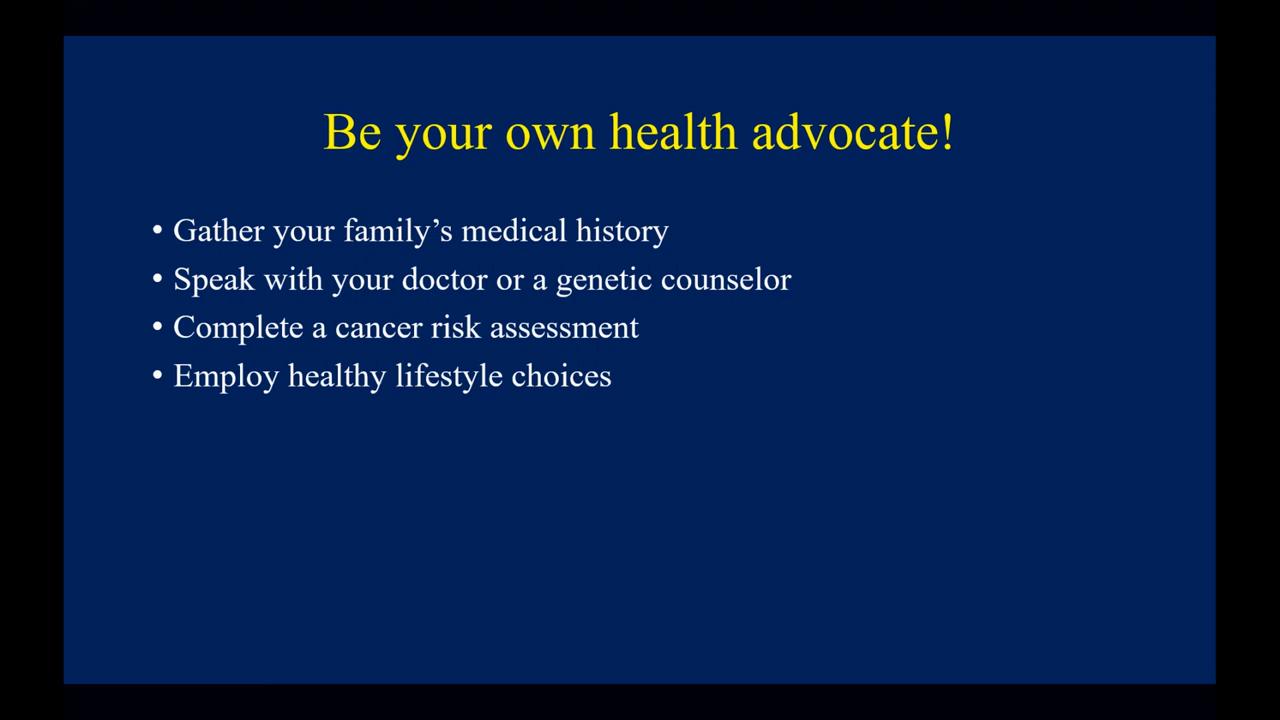 Be your own health advocate!
• Gather your family’s medical history
• Speak with your doctor or a genetic counselor
• Complete a cancer risk assessment
• Employ healthy lifestyle choices